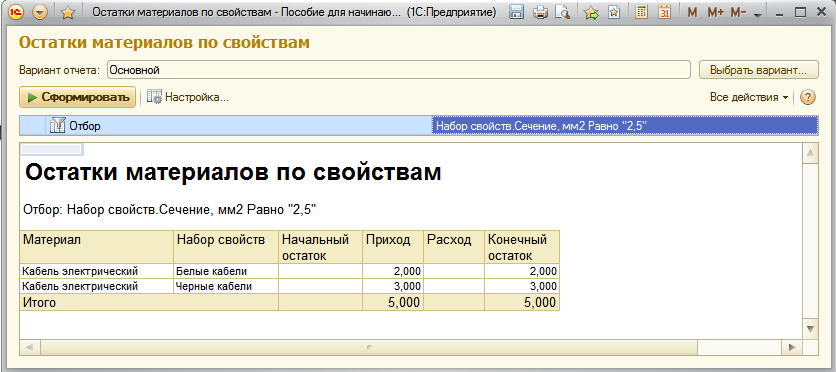 Остатки материалов по свойствам - Пособие для начинаю... (1С:Предприятие)
M M+ M-
Остатки материалов по свойствам
Вариант отчета: Основной Выбрать вариант...
Сформировать Настройка... Все действия ?
Отбор Набор свойств.Сечение, мм2 Равно "2,5"
Остатки материалов по свойствам
Отбор: Набор свойств.Сечение, мм2 Равно "2,5"
Материал Набор свойств Начальный остаток Приход Расход Конечный остаток
Кабель электрический Белые кабели 2,000 2,000
Кабель электрический Черные кабели 3,000 3,000
Итого 5,000 5,000